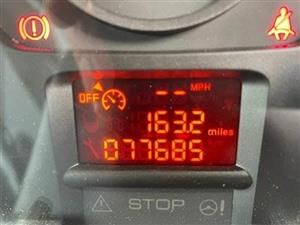 OFF -- MPH
163.2 miles
077685
STOP